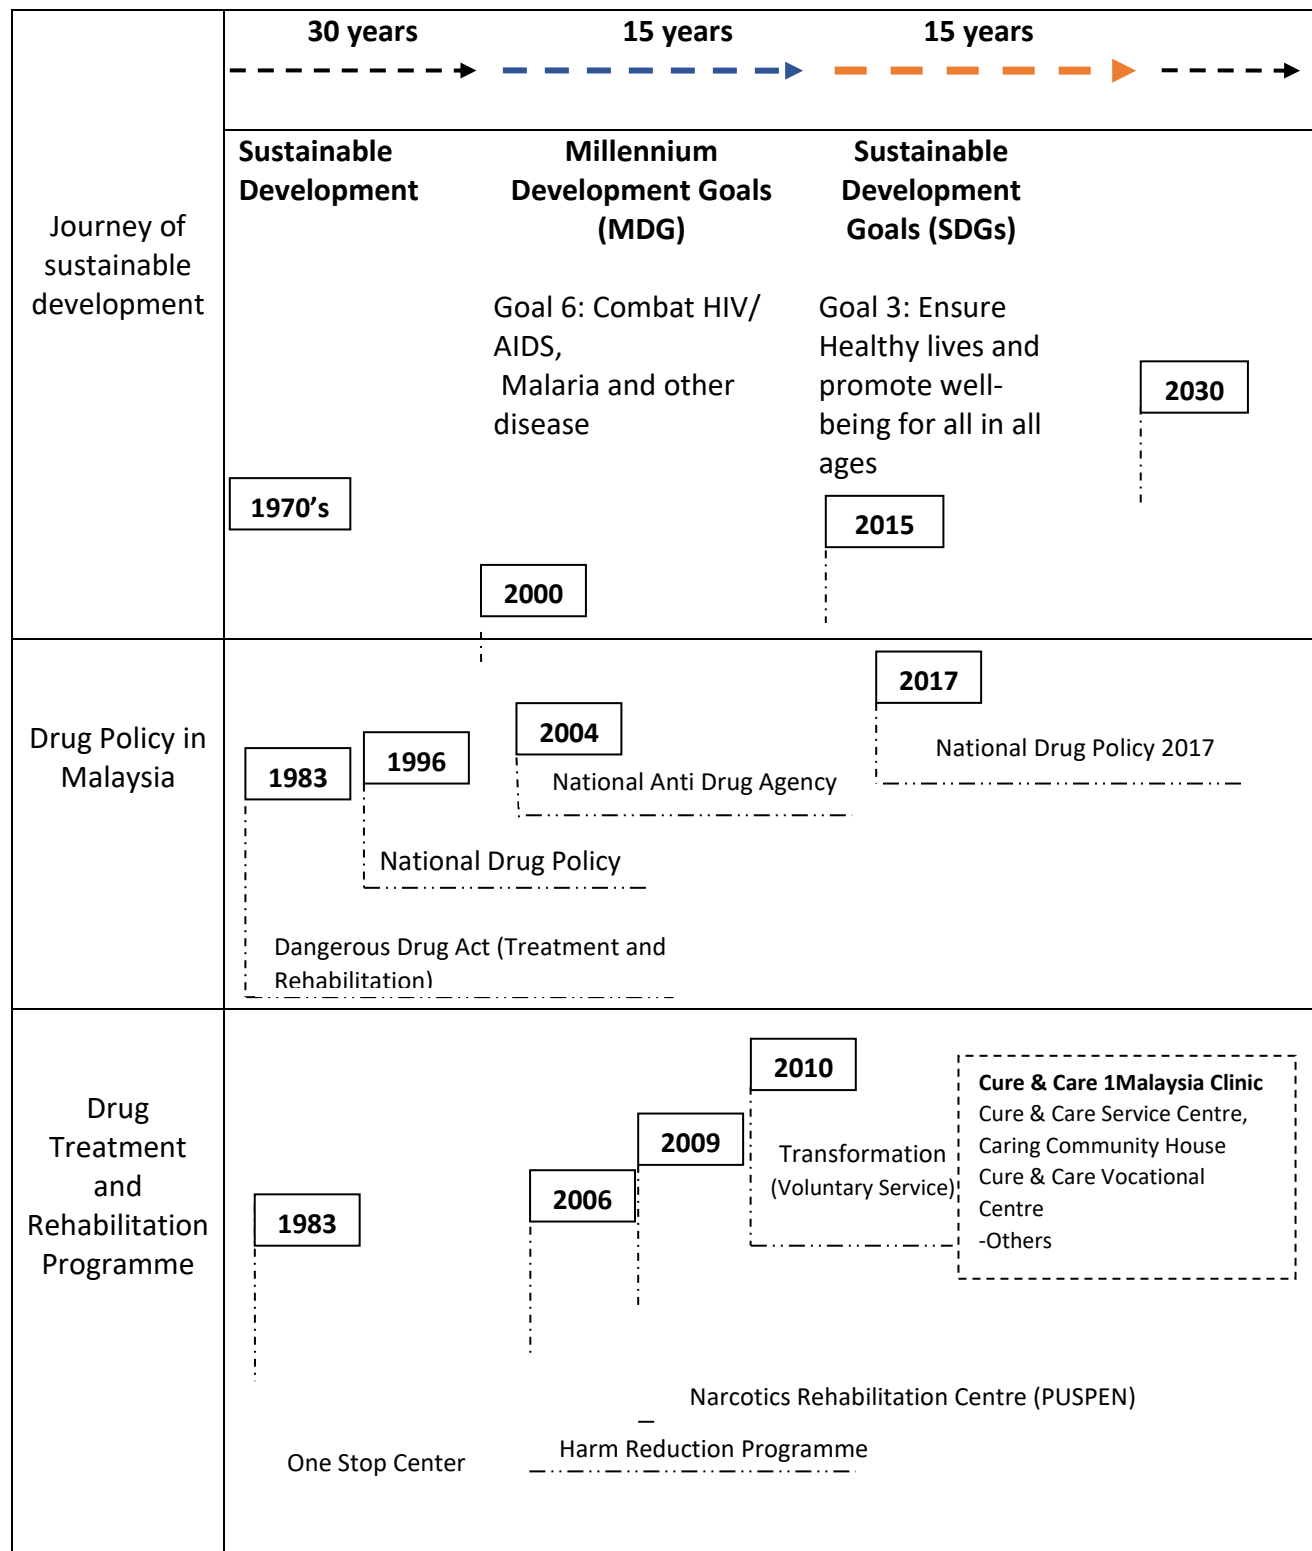 30 years
15 years
15 years
Journey of
sustainable
development
Sustainable
Development
Millennium
Development Goals
(MDG)
Sustainable
Development
Goals (SDGs)
Goal 6: Combat HIV/
AIDS,
Malaria and other
disease
Goal 3: Ensure
Healthy lives and
promote well-
being for all in all
ages
2030
1970’s
2015
2000
Drug Policy in
Malaysia
2017
National Drug Policy 2017
2004
National Anti Drug Agency
1996
National Drug Policy
1983
Dangerous Drug Act (Treatment and
Rehabilitation)
Drug
Treatment
and
Rehabilitation
Programme
2010
Transformation
(Voluntary Service)
Cure & Care 1Malaysia Clinic
Cure & Care Service Centre,
Caring Community House
Cure & Care Vocational
Centre
-Others
2009
2006
1983
Narcotics Rehabilitation Centre (PUSPEN)
Harm Reduction Programme
One Stop Center